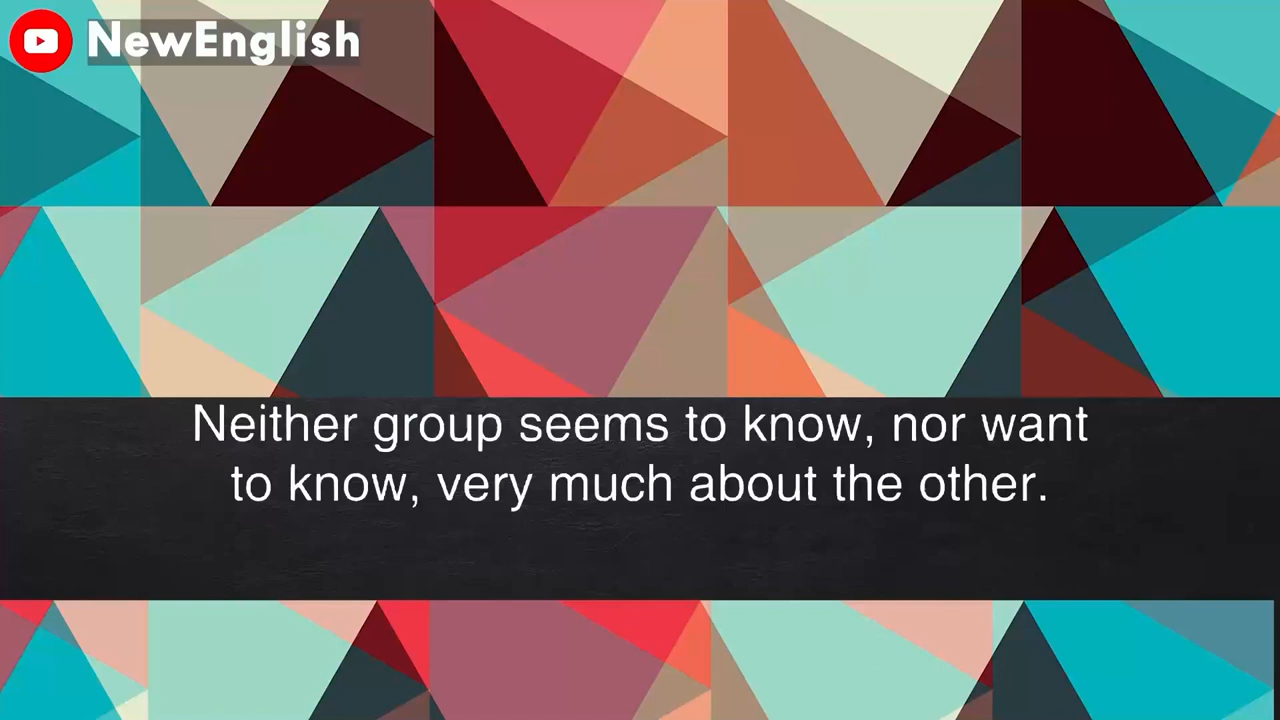 NewEnglish
Neither group seems to know, nor want
to know, very much about the other.